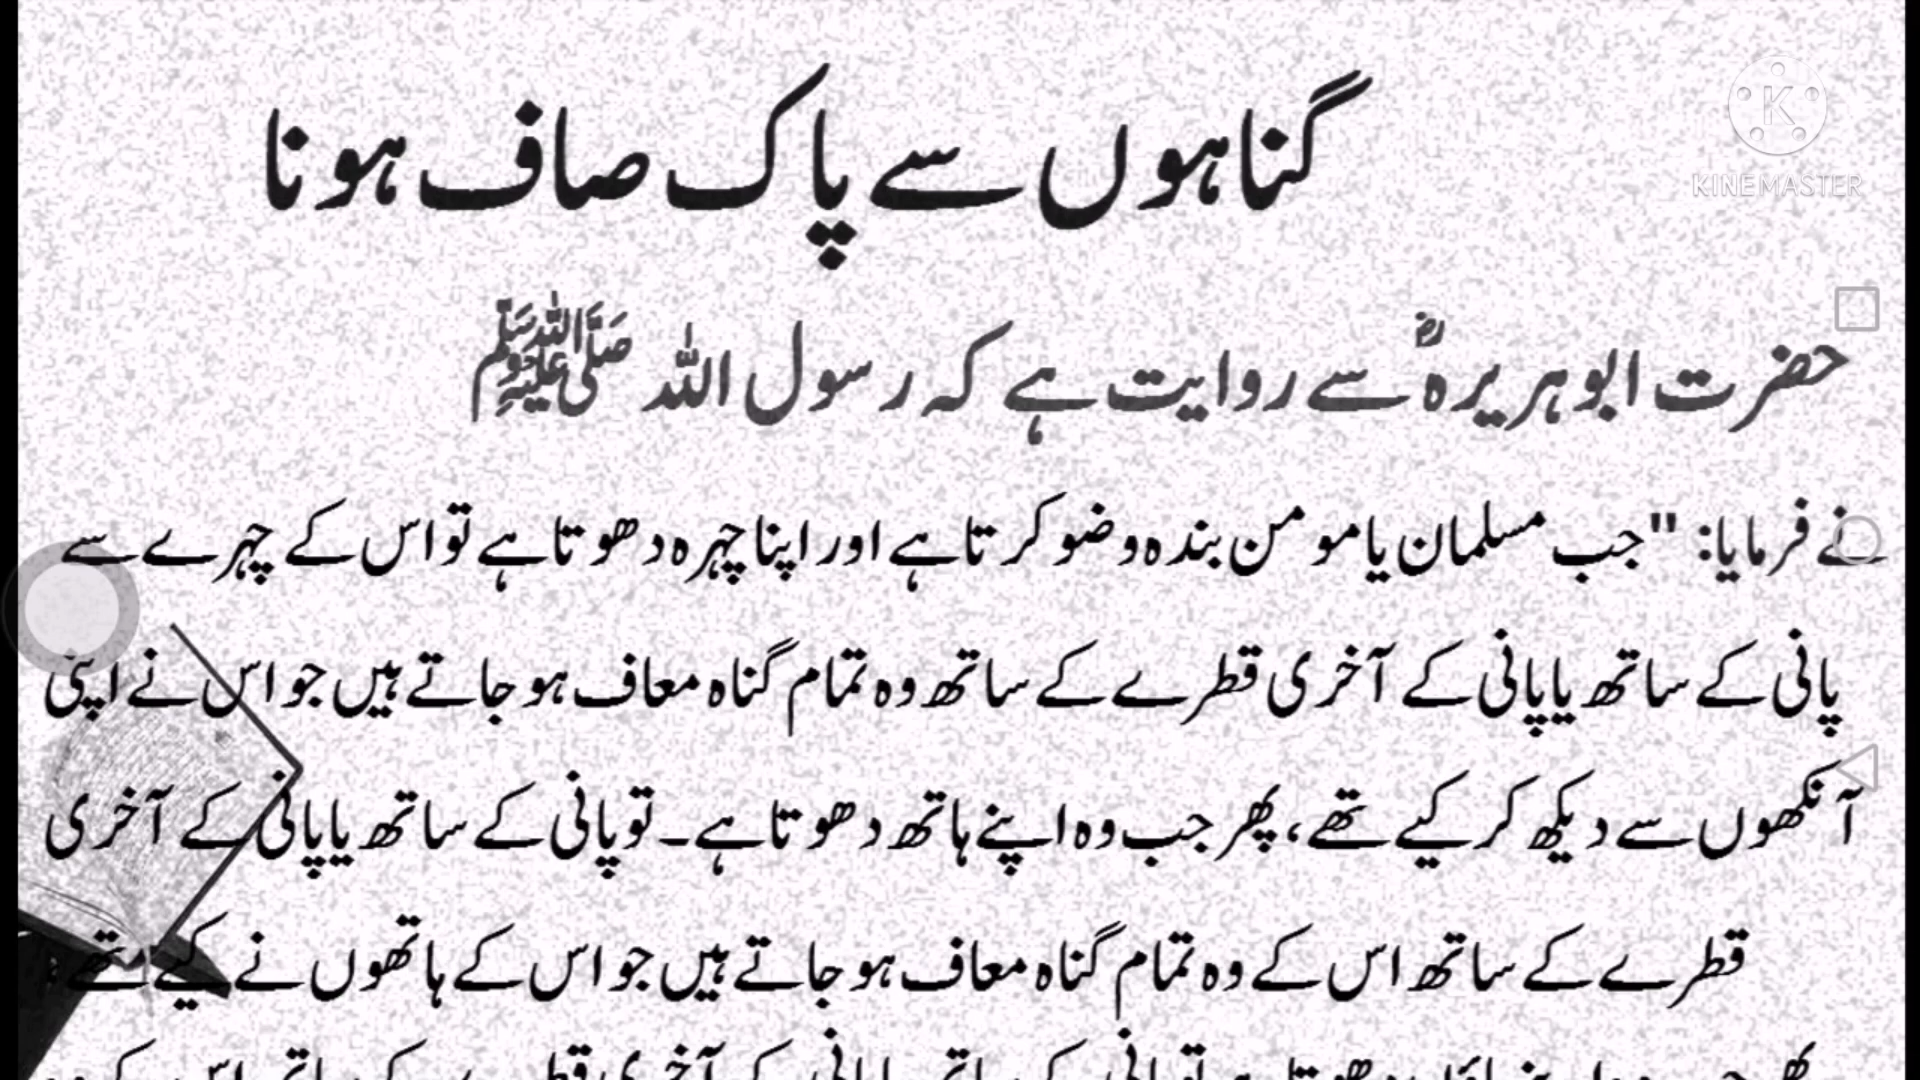 گناہوں سے پاک صاف ہونا
KINEMASTER
حضرت ابوہریرہؓ سے روایت ہے کہ رسول اللہ ﷺ
نے فرمایا: "جب مسلمان یا مومن بندہ وضو کرتا ہے اور اپنا چہرہ دھوتا ہے تو اس کے چہرے سے
پانی کے ساتھ یا پانی کے آخری قطرے کے ساتھ وہ تمام گناہ معاف ہو جاتے ہیں جو اس نے اپنی
آنکھوں سے دیکھ کر کیے تھے، پھر جب وہ اپنے ہاتھ دھوتا ہے۔ تو پانی کے ساتھ یا پانی کے آخری
قطرے کے ساتھ اس کے وہ تمام گناہ معاف ہو جاتے ہیں جو اس کے ہاتھوں نے کیے تھے،